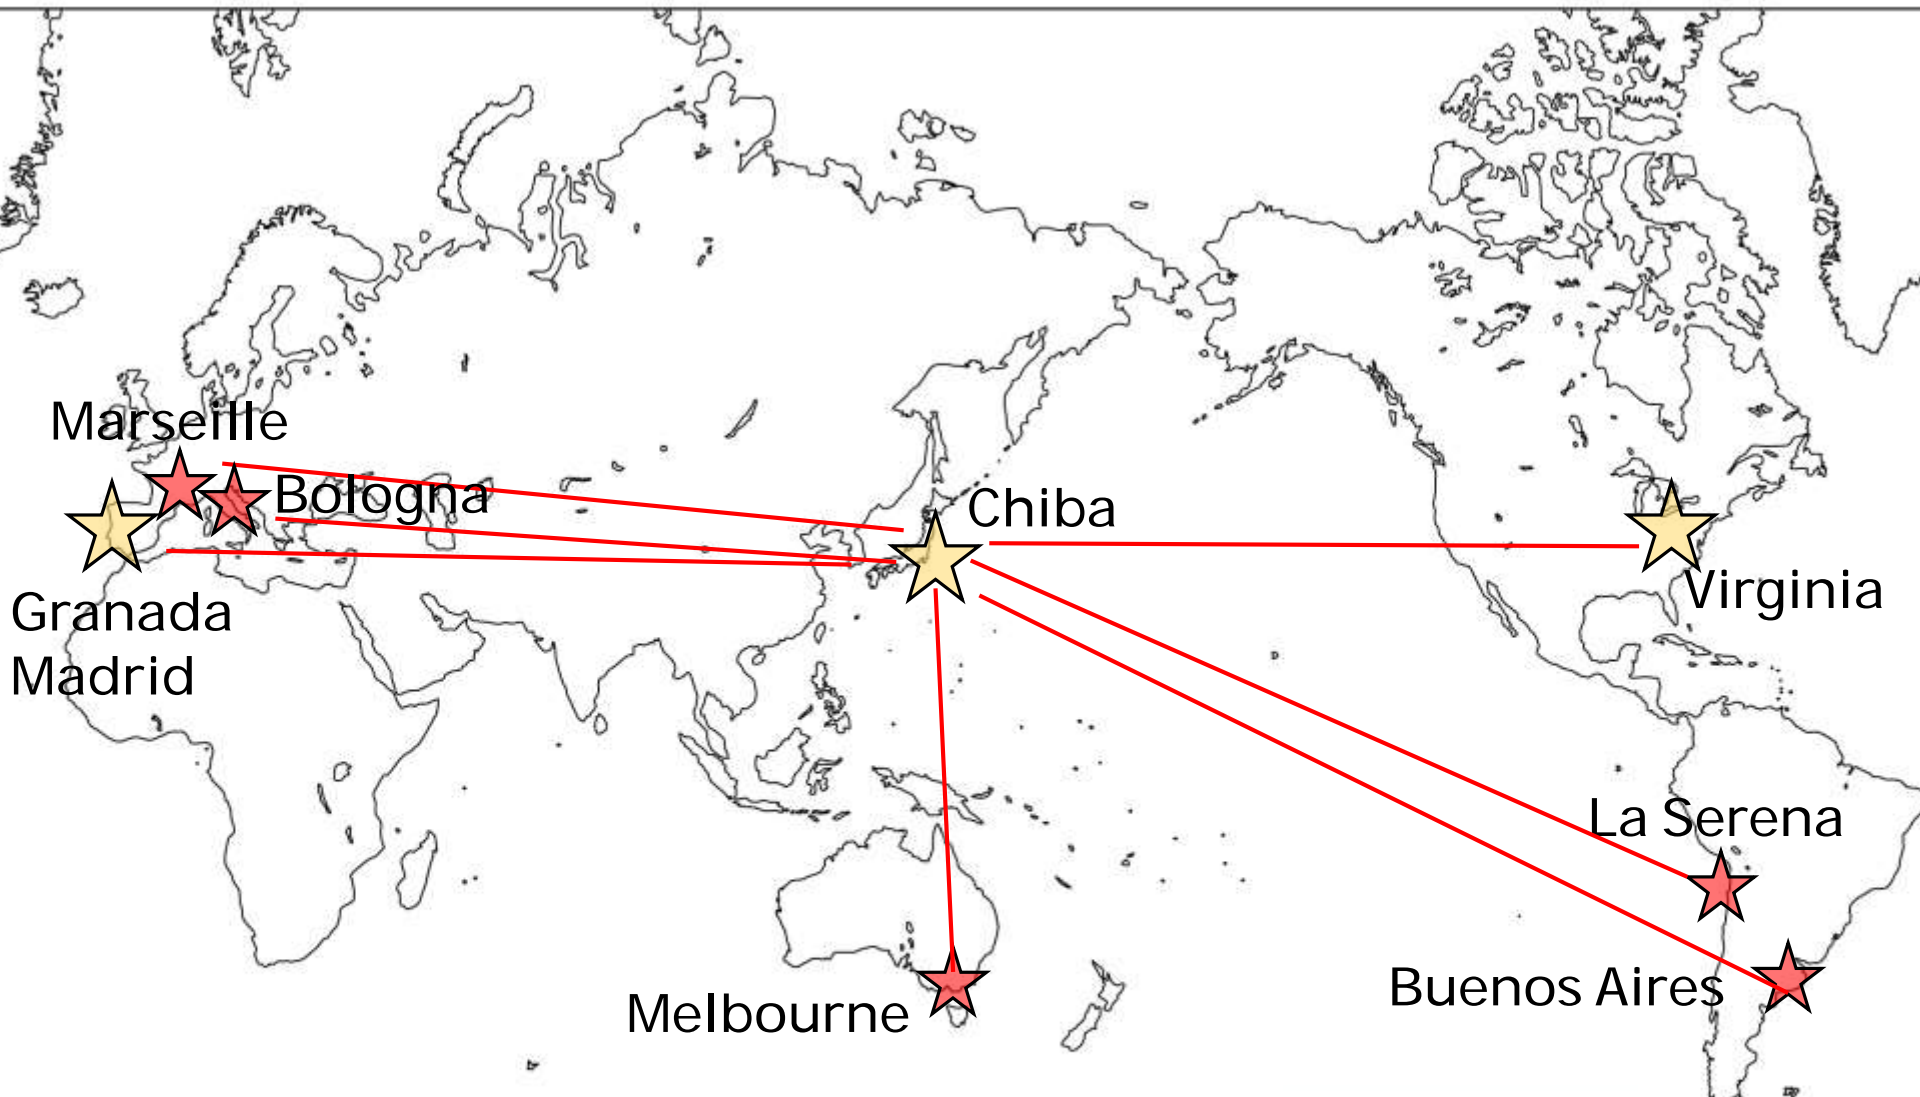 Marseille
Bologna
Chiba
Granada
Madrid
Virginia
La Serena
Buenos Aires
Melbourne